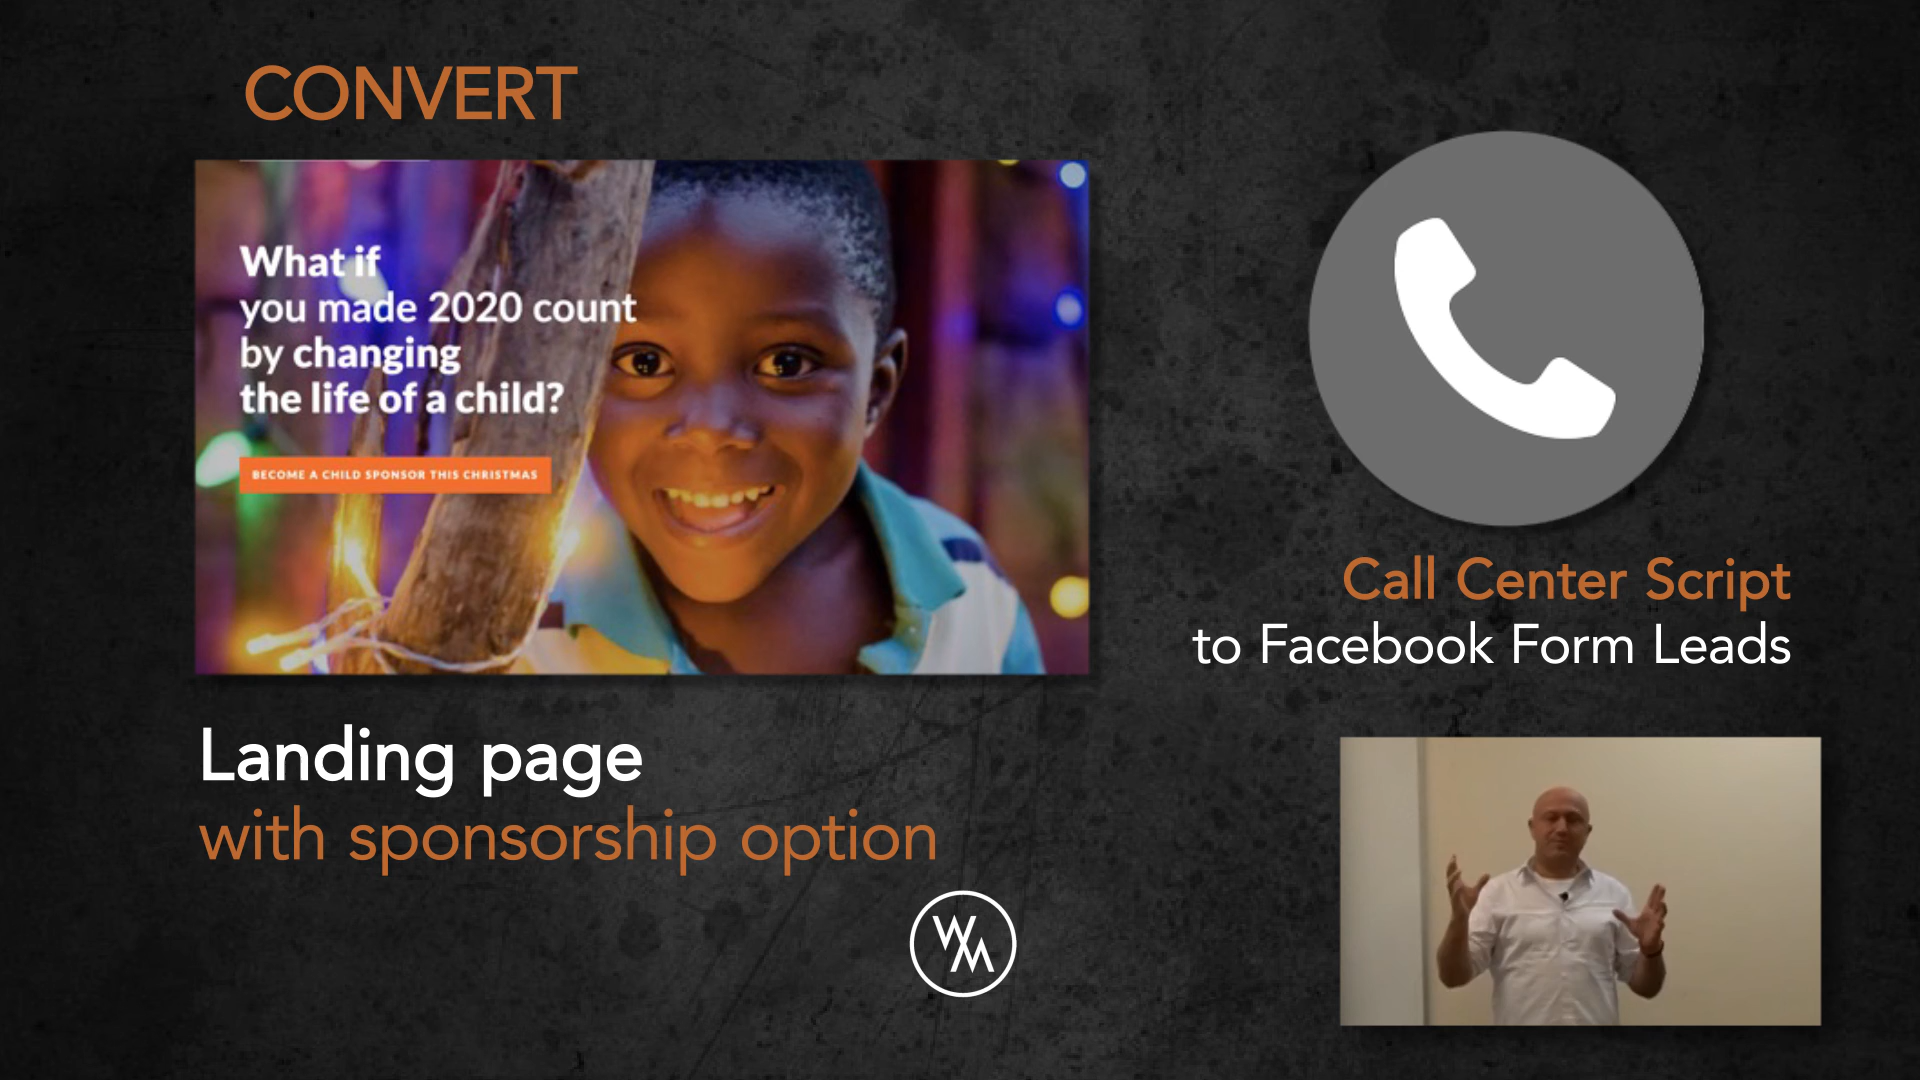 CONVERT
What if
you made 2020 count
by changing
the life of a child?
BECOME A CHILD SPONSOR THIS CHRISTMAS
Landing page
with sponsorship option
Call Center Script
to Facebook Form Leads
WM